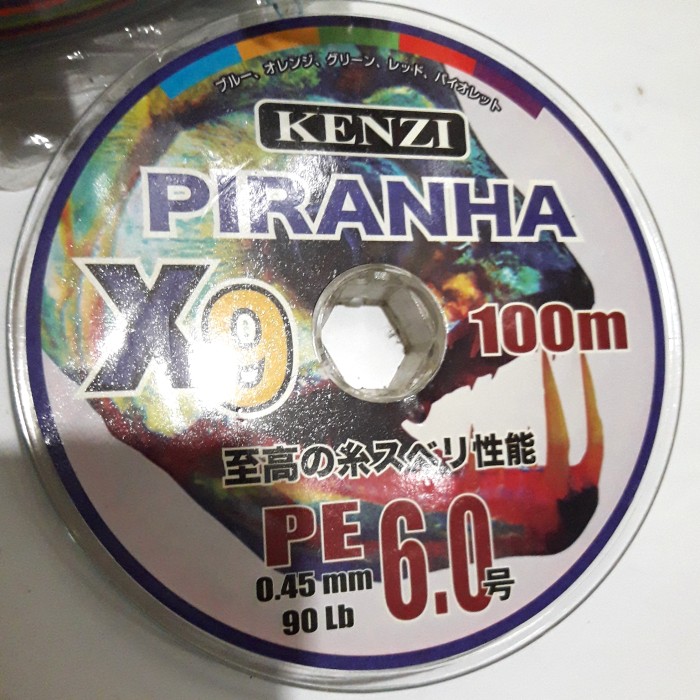 ブルー、オレンジ、グリーン、レッド、バイオレット
KENZI
PIRANHA
X9
100m
至高の糸スベリ性能
PE 6.0号
0.45 mm
90 Lb